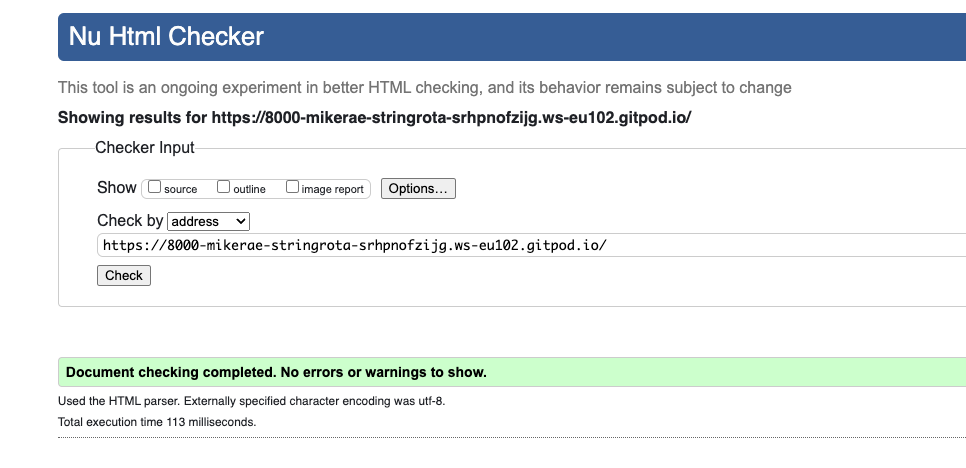 Nu Html Checker
This tool is an ongoing experiment in better HTML checking, and its behavior remains subject to change
Showing results for https://8000-mikerae-stringrota-srhpnofzijg.ws-eu102.gitpod.io/
Checker Input
Show source outline image report Options...
Check by address
https://8000-mikerae-stringrota-srhpnofzijg.ws-eu102.gitpod.io/
Check
Document checking completed. No errors or warnings to show.
Used the HTML parser. Externally specified character encoding was utf-8.
Total execution time 113 milliseconds.